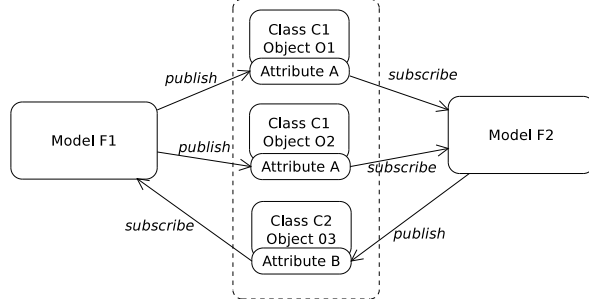 Class C1
Object O1
Attribute A
publish
subscribe
Model F1
Class C1
Object O2
Attribute A
publish
subscribe
Model F2
Class C2
Object 03
Attribute B
subscribe
publish